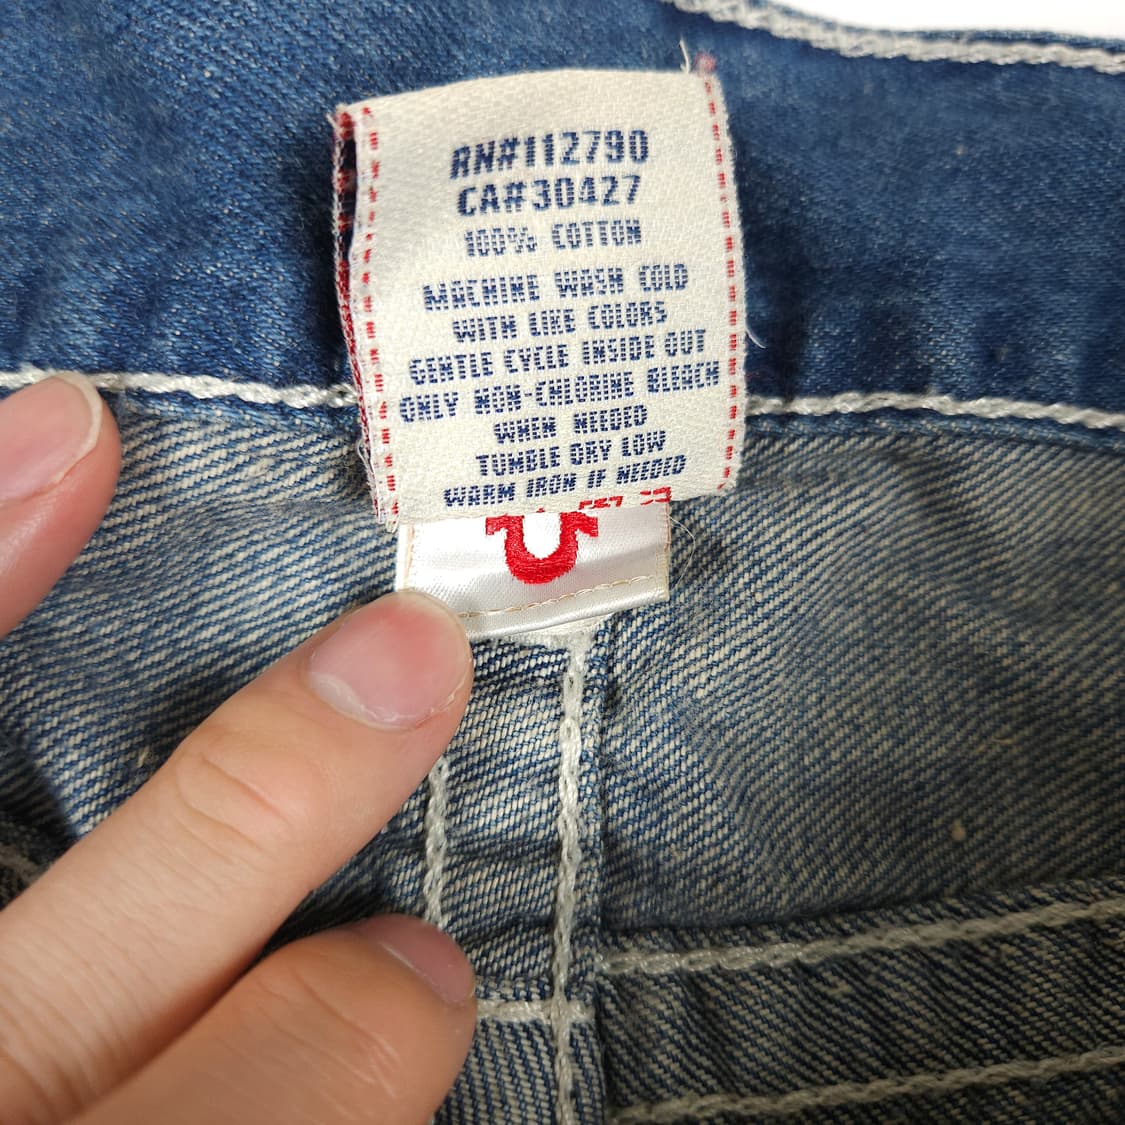 RN#112790
CA#30427
100% COTTON
MACHINE WASH COLD
WITH LIKE COLORS
GENTLE CYCLE INSIDE OUT
ONLY NON-CHLORINE BLEACH
WHEN NEEDED
TUMBLE DRY LOW
WARM IRON IF NEEDED